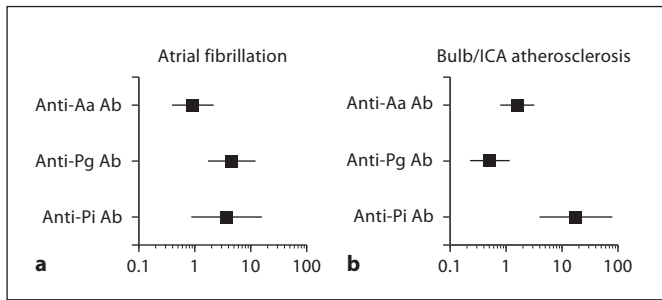 Atrial fibrillation
Anti-Aa Ab
Anti-Pg Ab
Anti-Pi Ab
0.1 1 10 100
a
Bulb/ICA atherosclerosis
Anti-Aa Ab
Anti-Pg Ab
Anti-Pi Ab
0.1 1 10 100
b